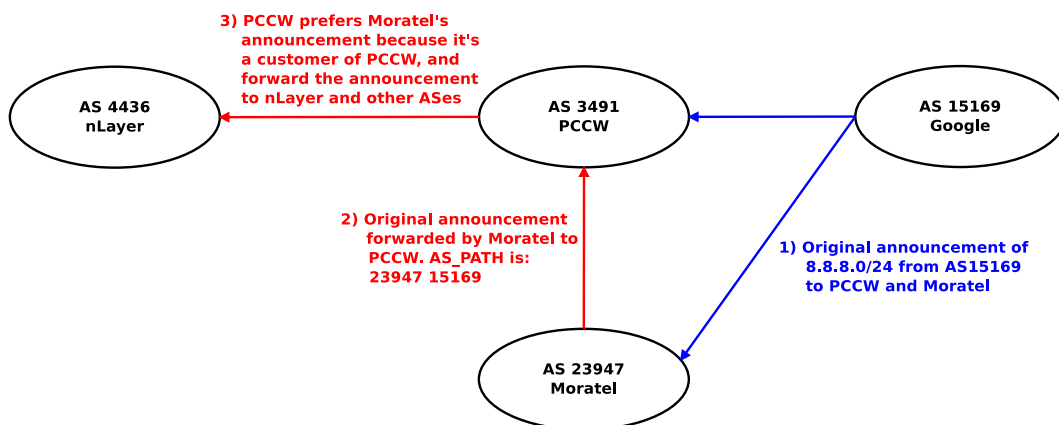 3) PCCW prefers Moratel's
announcement because it's
a customer of PCCW, and
forward the announcement
to nLayer and other ASes
AS 4436
nLayer
AS 3491
PCCW
AS 15169
Google
2) Original announcement
forwarded by Moratel to
PCCW. AS_PATH is:
23947 15169
1) Original announcement of
8.8.8.0/24 from AS15169
to PCCW and Moratel
AS 23947
Moratel